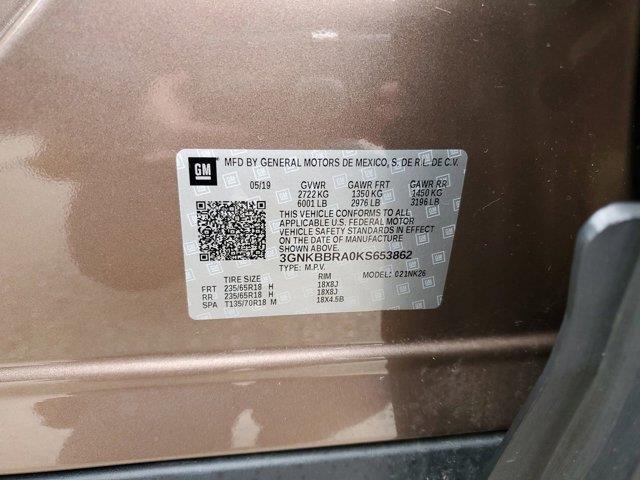 GM MFD BY GENERAL MOTORS DE MEXICO, S. DE R.L. DE C.V.
05/19 GVWR GAWR FRT GAWR RR
2722 KG 1350 KG 1450 KG
6001 LB 2976 LB 3196 LB
THIS VEHICLE CONFORMS TO ALL
APPLICABLE U.S. FEDERAL MOTOR
VEHICLE SAFETY STANDARDS IN EFFECT
ON THE DATE OF MANUFACTURE SHOWN ABOVE.
3GNKBBRA0KS653862
TYPE: M.P.V. MODEL: 021NK26
TIRE SIZE RIM
FRT 235/65R18 H 18X8J
RR 235/65R18 H 18X8J
SPA T135/70R18 M 18X4.5B